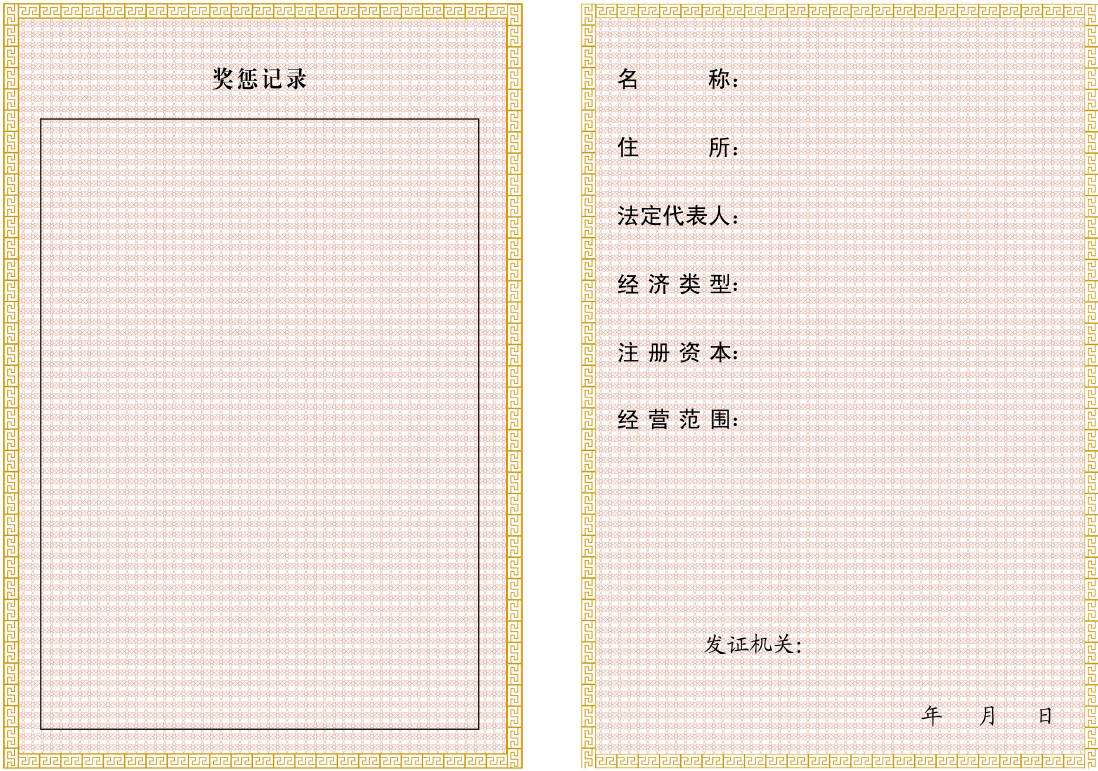 奖惩记录
名 称：
住 所：
法定代表人：
经 济 类 型：
注 册 资 本：
经 营 范 围：
发证机关：
年 月 日